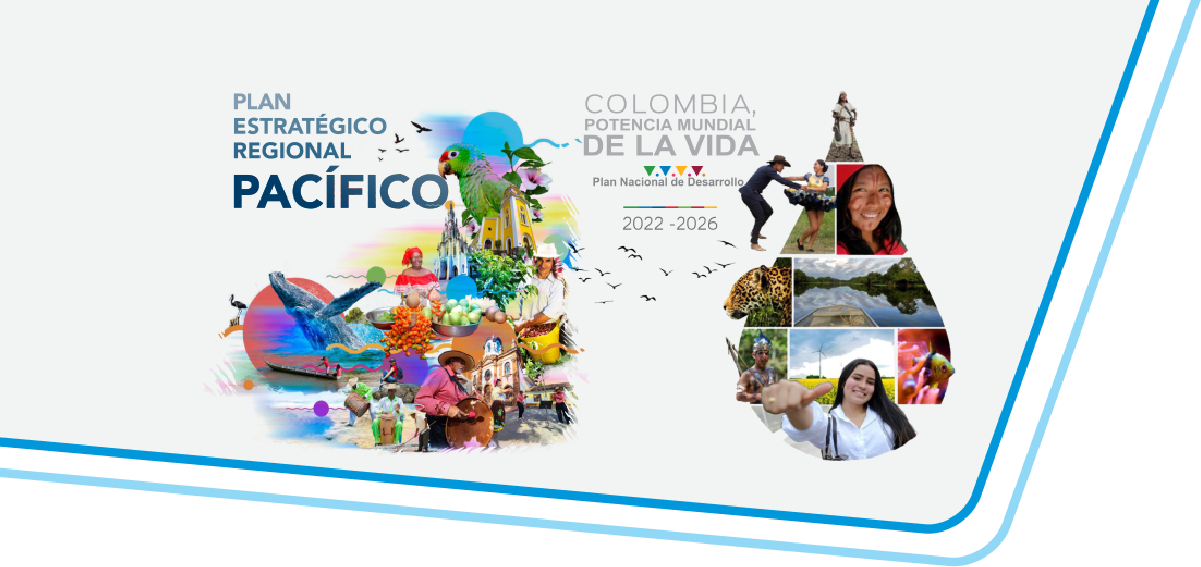 PLAN
ESTRATÉGICO
REGIONAL
PACÍFICO
COLOMBIA,
POTENCIA MUNDIAL
DE LA VIDA
Plan Nacional de Desarrollo
2022 -2026